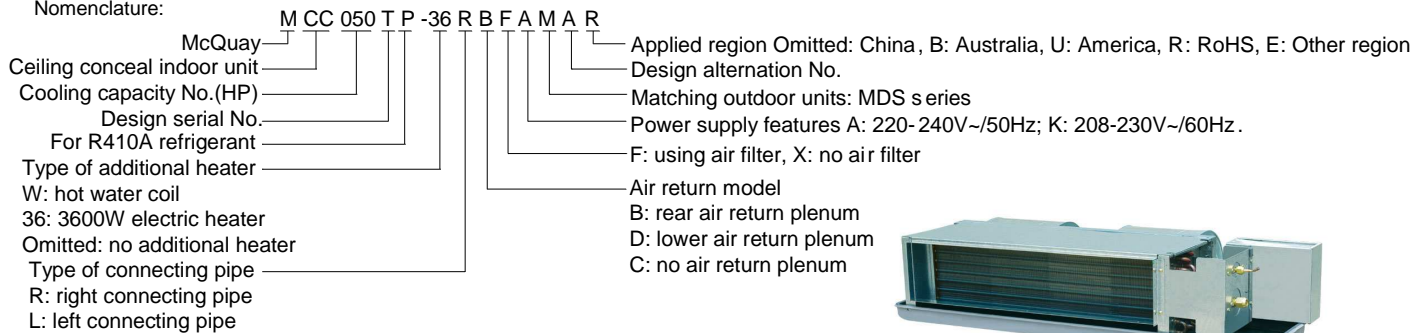 Nomenclature:
M CC 050 T P -36 R B F A M A R
McQuay
Ceiling conceal indoor unit
Cooling capacity No.(HP)
Design serial No.
For R410A refrigerant
Type of additional heater
W: hot water coil
36: 3600W electric heater
Omitted: no additional heater
Type of connecting pipe
R: right connecting pipe
L: left connecting pipe
Applied region Omitted: China, B: Australia, U: America, R: RoHS, E: Other region
Design alternation No.
Matching outdoor units: MDS series
Power supply features A: 220-240V~/50Hz; K: 208-230V~/60Hz.
F: using air filter, X: no air filter
Air return model
B: rear air return plenum
D: lower air return plenum
C: no air return plenum